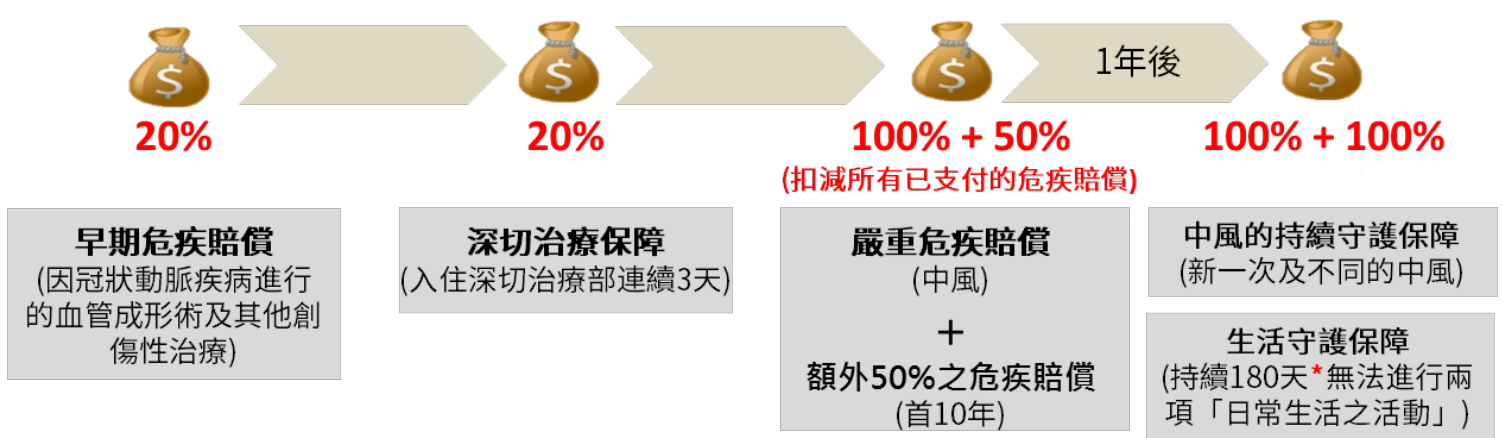 1年後
20%
20%
100% + 50%
100% + 100%
(扣減所有已支付的危疾賠償)
早期危疾賠償
(因冠狀動脈疾病進行
的血管成形術及其他創
傷性治療)
深切治療保障
(入住深切治療部連續3天)
嚴重危疾賠償
(中風)
+
額外50%之危疾賠償
(首10年)
中風的持續守護保障
(新一次及不同的中風)
生活守護保障
(持續180天*無法進行兩
項「日常生活之活動」)